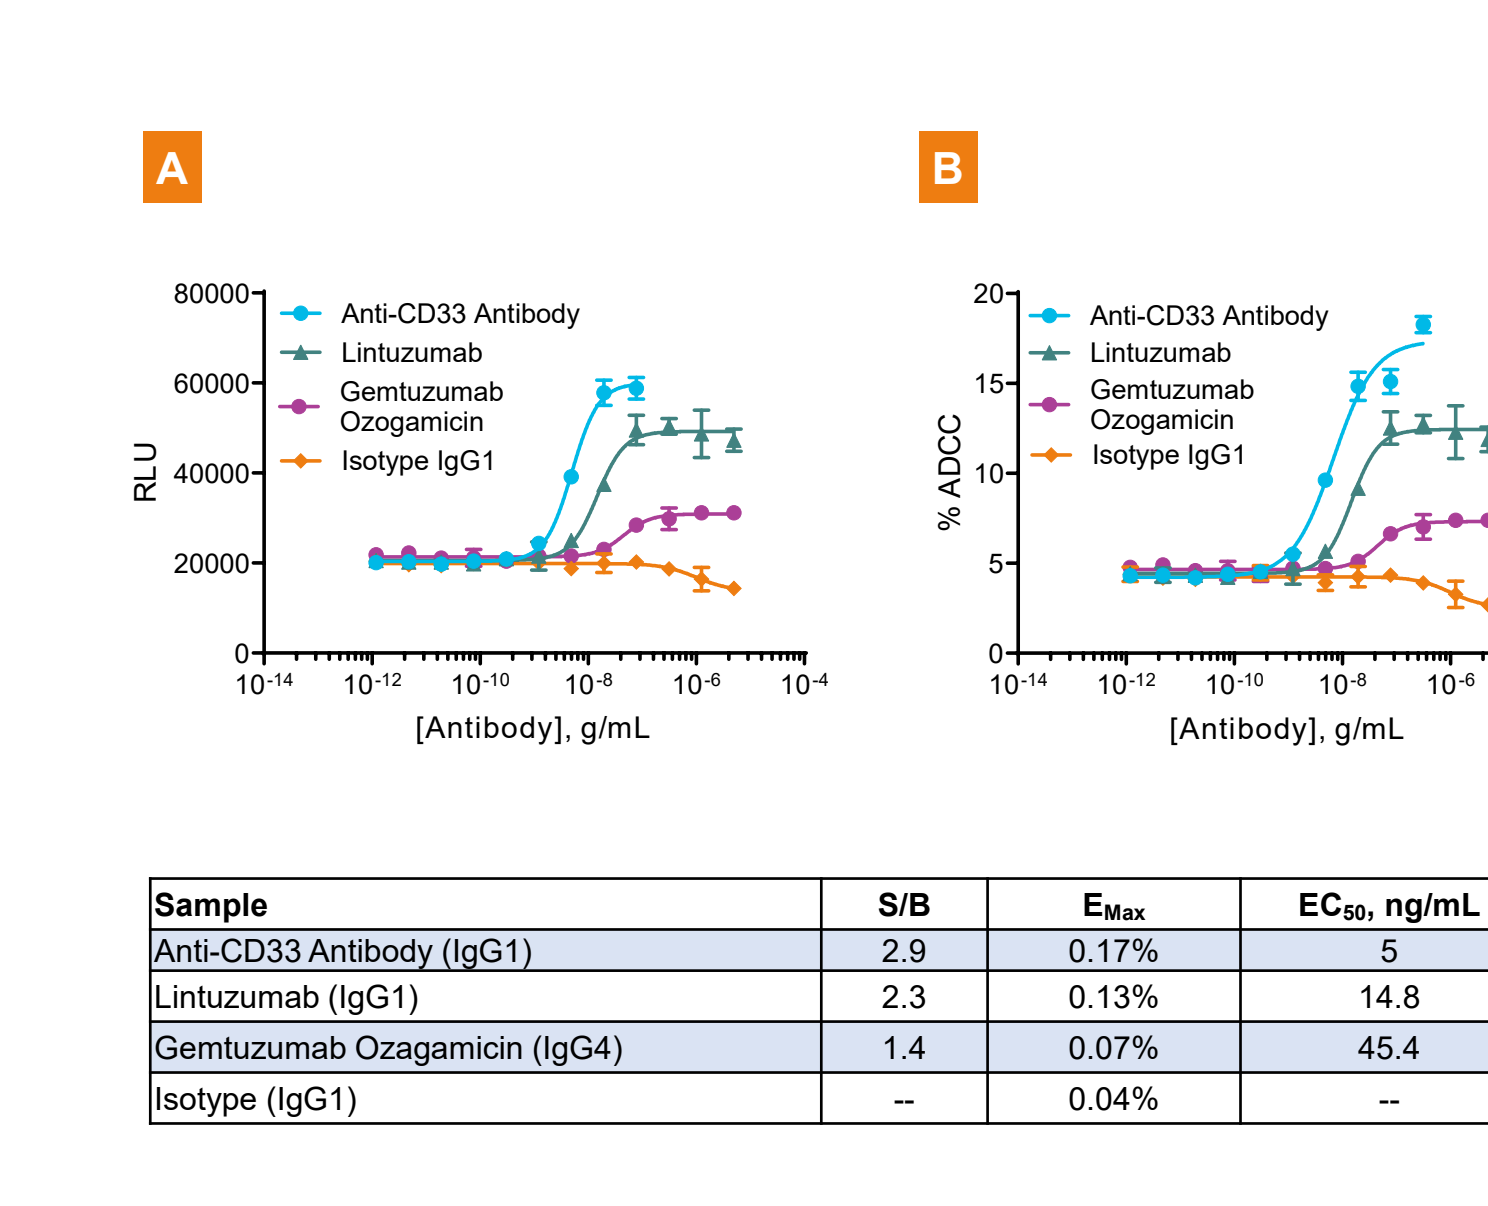 A
B
80000
60000
40000
20000
0
RLU
Anti-CD33 Antibody
Lintuzumab
Gemtuzumab
Ozogamicin
Isotype IgG1
10-14
10-12
10-10
10-8
10-6
10-4
[Antibody], g/mL
20
15
10
5
0
% ADCC
Anti-CD33 Antibody
Lintuzumab
Gemtuzumab
Ozogamicin
Isotype IgG1
10-14
10-12
10-10
10-8
10-6
[Antibody], g/mL
Sample S/B EMax EC50, ng/mL
Anti-CD33 Antibody (IgG1) 2.9 0.17% 5
Lintuzumab (IgG1) 2.3 0.13% 14.8
Gemtuzumab Ozagamicin (IgG4) 1.4 0.07% 45.4
Isotype (IgG1) -- 0.04% --